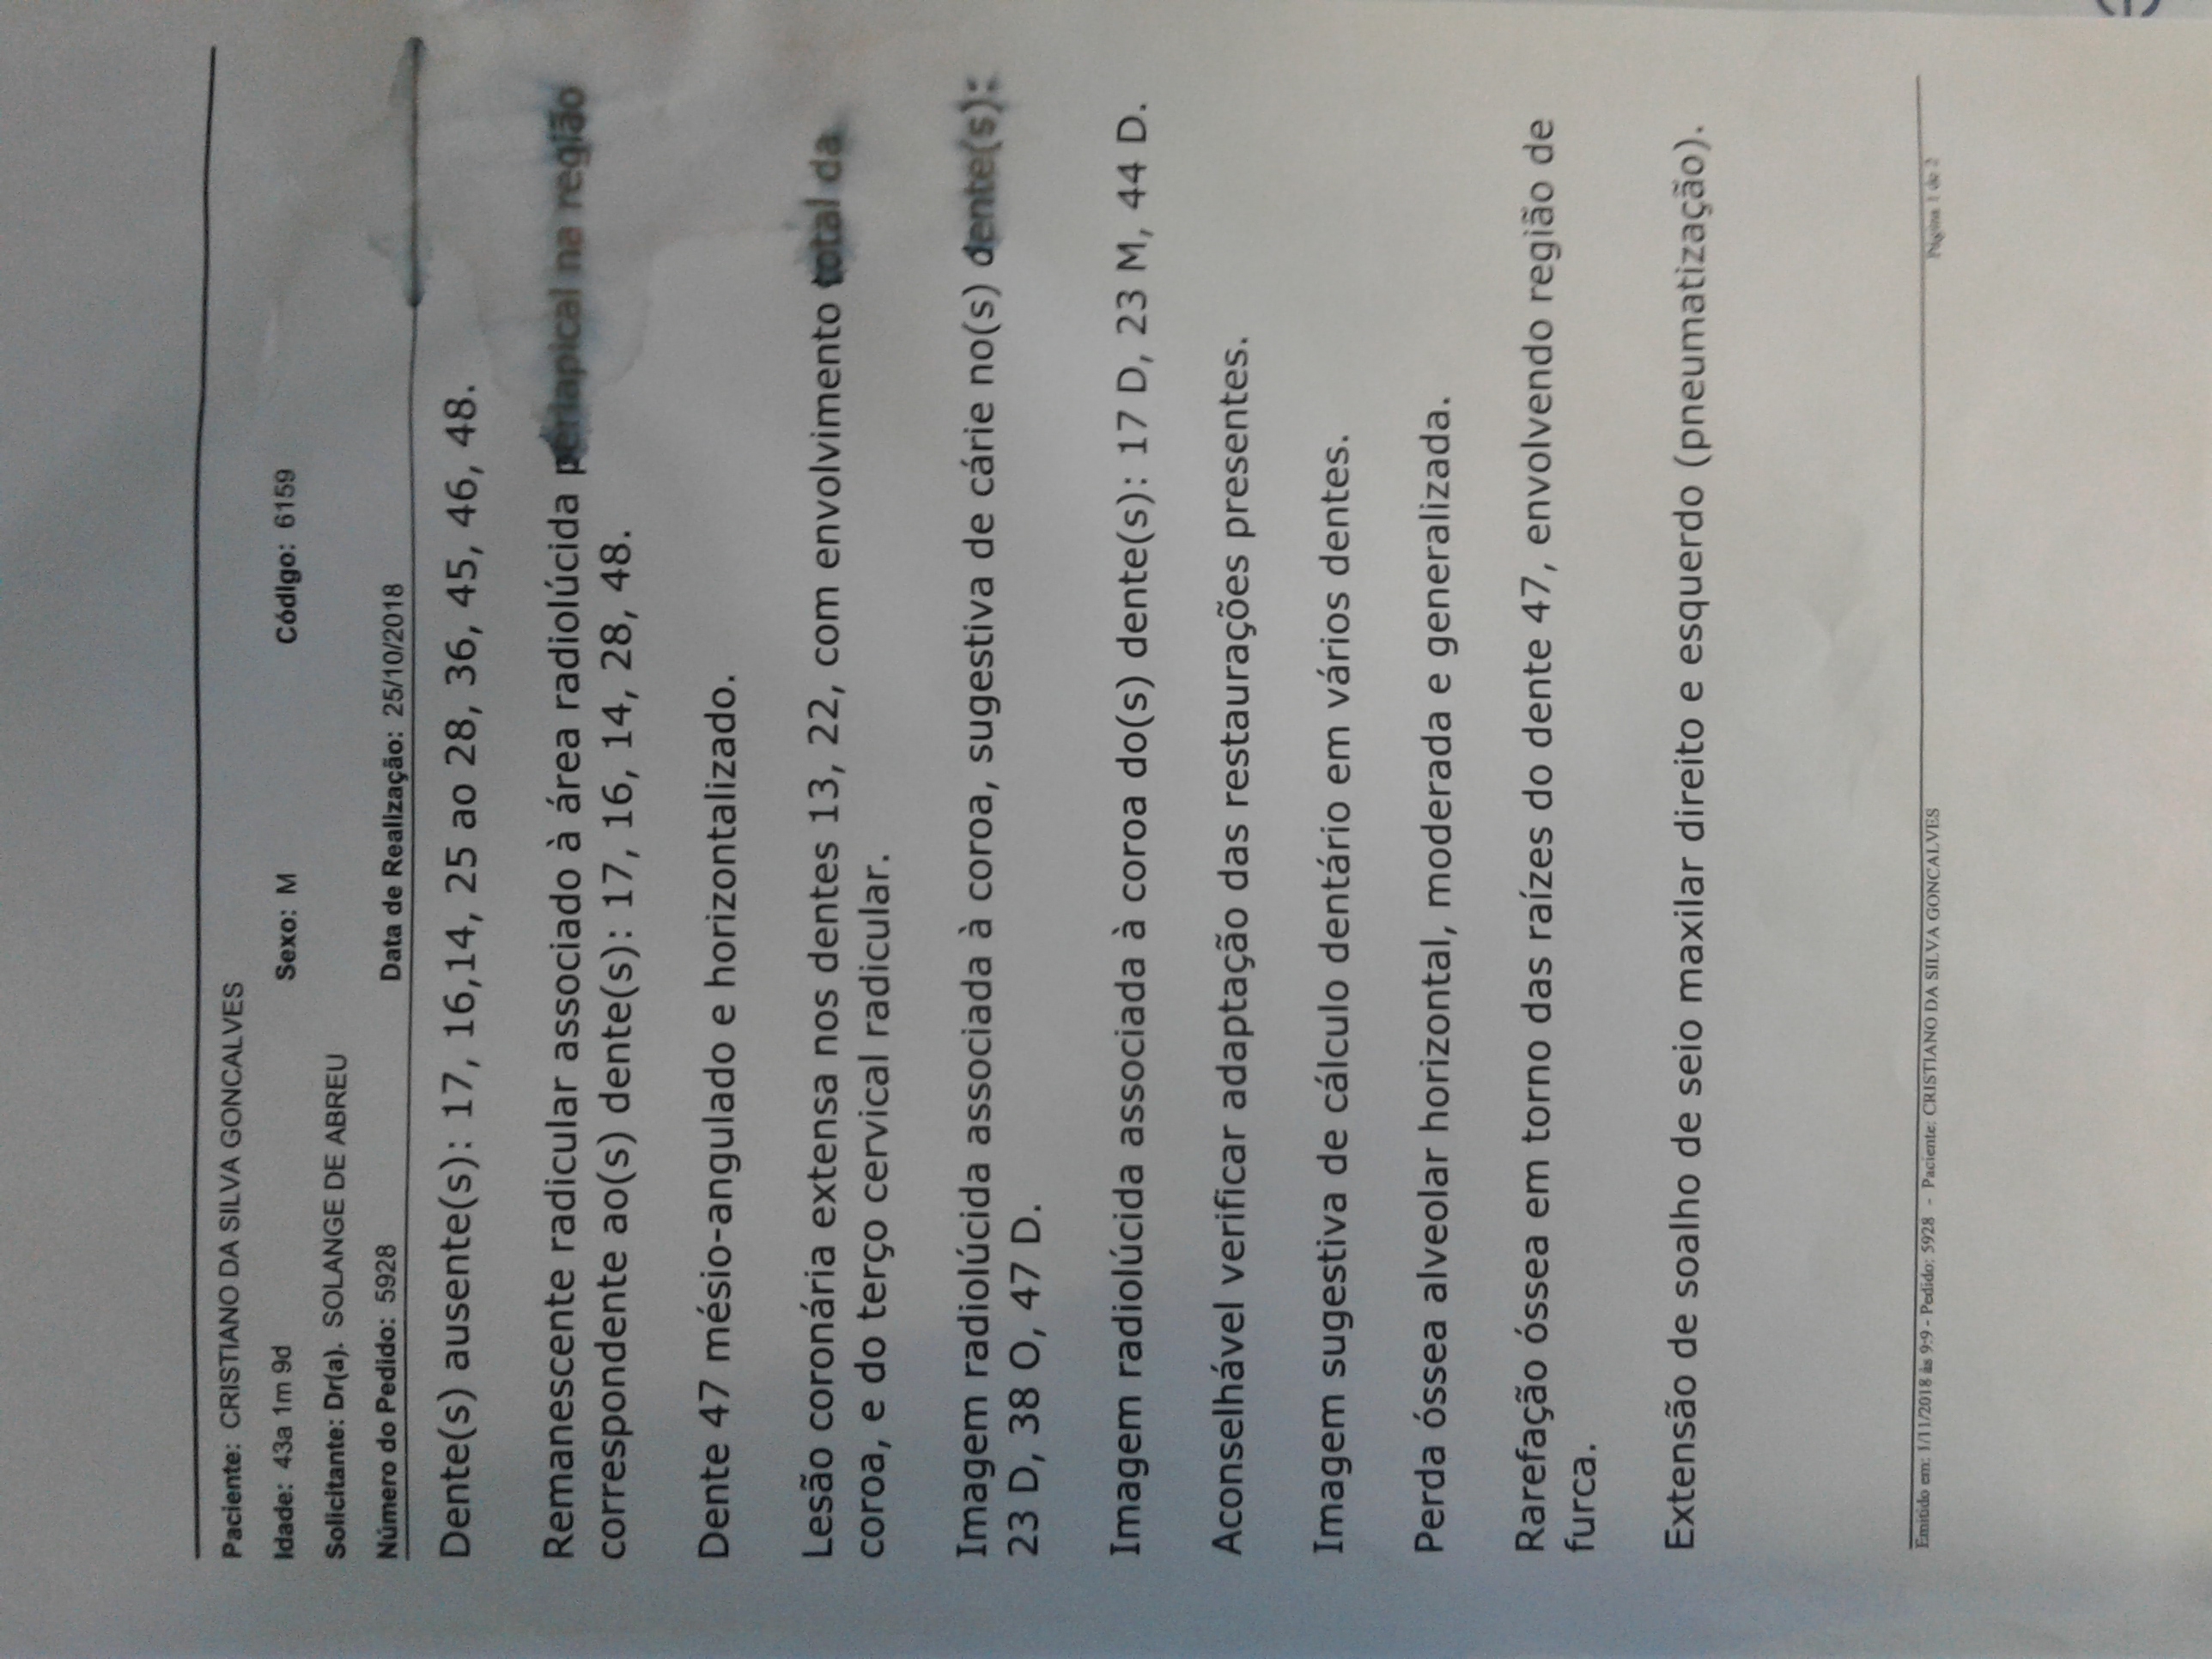 Paciente: CRISTIANO DA SILVA GONCALVES
Idade: 43a 1m 9d Sexo: M Código: 6159
Solicitante: Dr(a). SOLANGE DE ABREU
Número do Pedido: 5928 Data de Realização: 25/10/2018
Dente(s) ausente(s): 17, 16,14, 25 ao 28, 36, 45, 46, 48.
Remanescente radicular associado à área radiolúcida periapical na região
correspondente ao(s) dente(s): 17, 16, 14, 28, 48.
Dente 47 mésio-angulado e horizontalizado.
Lesão coronária extensa nos dentes 13, 22, com envolvimento total da
coroa, e do terço cervical radicular.
Imagem radiolúcida associada à coroa, sugestiva de cárie no(s) dente(s):
23 D, 38 O, 47 D.
Imagem radiolúcida associada à coroa do(s) dente(s): 17 D, 23 M, 44 D.
Aconselhável verificar adaptação das restaurações presentes.
Imagem sugestiva de cálculo dentário em vários dentes.
Perda óssea alveolar horizontal, moderada e generalizada.
Rarefação óssea em torno das raízes do dente 47, envolvendo região de
furca.
Extensão de soalho de seio maxilar direito e esquerdo (pneumatização).
Emitido em: 1/11/2018 às 9:9 - Pedido: 5928 - Paciente: CRISTIANO DA SILVA GONCALVES Página 1 de 2